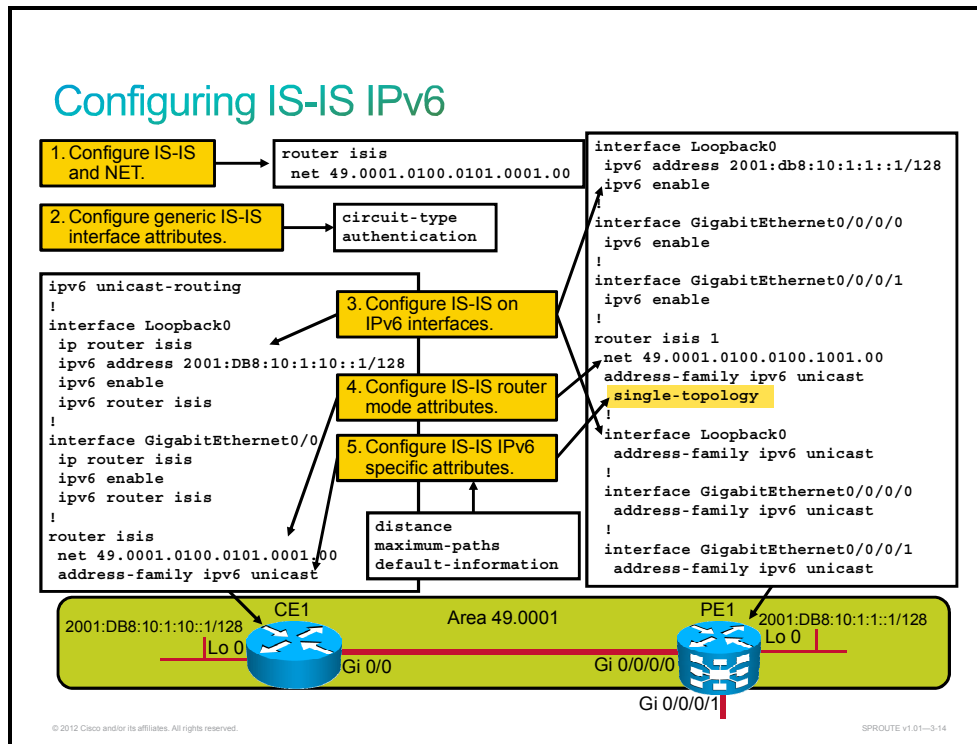 Configuring IS-IS IPv6
1. Configure IS-IS
and NET.
router isis
net 49.0001.0100.0101.0001.00
2. Configure generic IS-IS
interface attributes.
circuit-type
authentication
ipv6 unicast-routing
!
interface Loopback0
ip router isis
ipv6 address 2001:DB8:10:1:10::1/128
ipv6 enable
ipv6 router isis
!
interface GigabitEthernet0/0
ip router isis
ipv6 enable
ipv6 router isis
!
router isis
net 49.0001.0100.0101.0001.00
address-family ipv6 unicast
3. Configure IS-IS on
IPv6 interfaces.
4. Configure IS-IS router
mode attributes.
5. Configure IS-IS IPv6
specific attributes.
distance
maximum-paths
default-information
interface Loopback0
ipv6 address 2001:db8:10:1:1::1/128
ipv6 enable
!
interface GigabitEthernet0/0/0/0
ipv6 enable
!
interface GigabitEthernet0/0/0/1
ipv6 enable
!
router isis 1
net 49.0001.0100.0100.1001.00
address-family ipv6 unicast
single-topology
!
interface Loopback0
address-family ipv6 unicast
!
interface GigabitEthernet0/0/0/0
address-family ipv6 unicast
!
interface GigabitEthernet0/0/0/1
address-family ipv6 unicast
CE1
Area 49.0001
PE1
2001:DB8:10:1:10::1/128
2001:DB8:10:1:1::1/128
Lo 0
Lo 0
Gi 0/0
Gi 0/0/0/0
Gi 0/0/0/1
© 2012 Cisco and/or its affiliates. All rights reserved.
SPROUTE v1.01—3-14